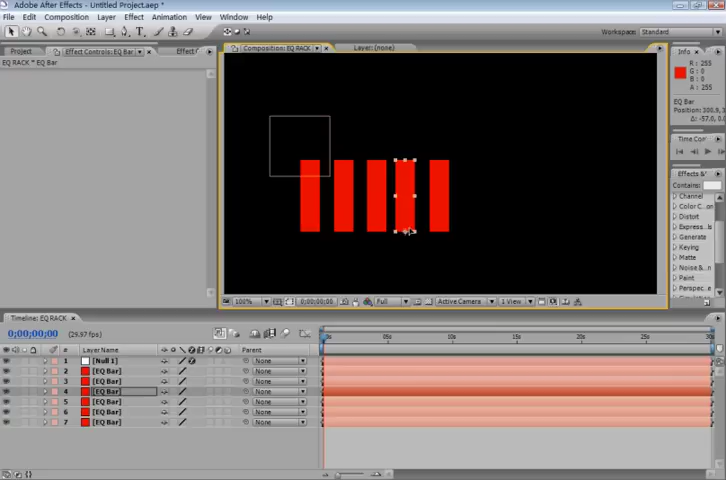 Adobe After Effects - Untitled Project.aep *
File Edit Composition Layer Effect Animation View Window Help
Workspace: Standard
Project Effect Controls: EQ Bar Effect
EQ RACK * EQ Bar
Composition: EQ RACK Layer: (none)
Info
R : 255
G : 0
B : 0
A : 255
EQ Bar
Position: 300.9, 3
Δ: -57.0, 0.0
Time Con
Effects &
Contains:
Channel
Color C...
Distort
Express...ls
Generate
Keying
Matte
Noise &...
Paint
Perspec...
100% 0;00;00;00 Full Active Camera 1 View
Timeline: EQ RACK
0;00;00;00 (29.97 fps)
# Layer Name Parent
05s 10s 15s 20s 25s 30s
1 [Null 1] None
2 [EQ Bar] None
3 [EQ Bar] None
4 [EQ Bar] None
5 [EQ Bar] None
6 [EQ Bar] None
7 [EQ Bar] None